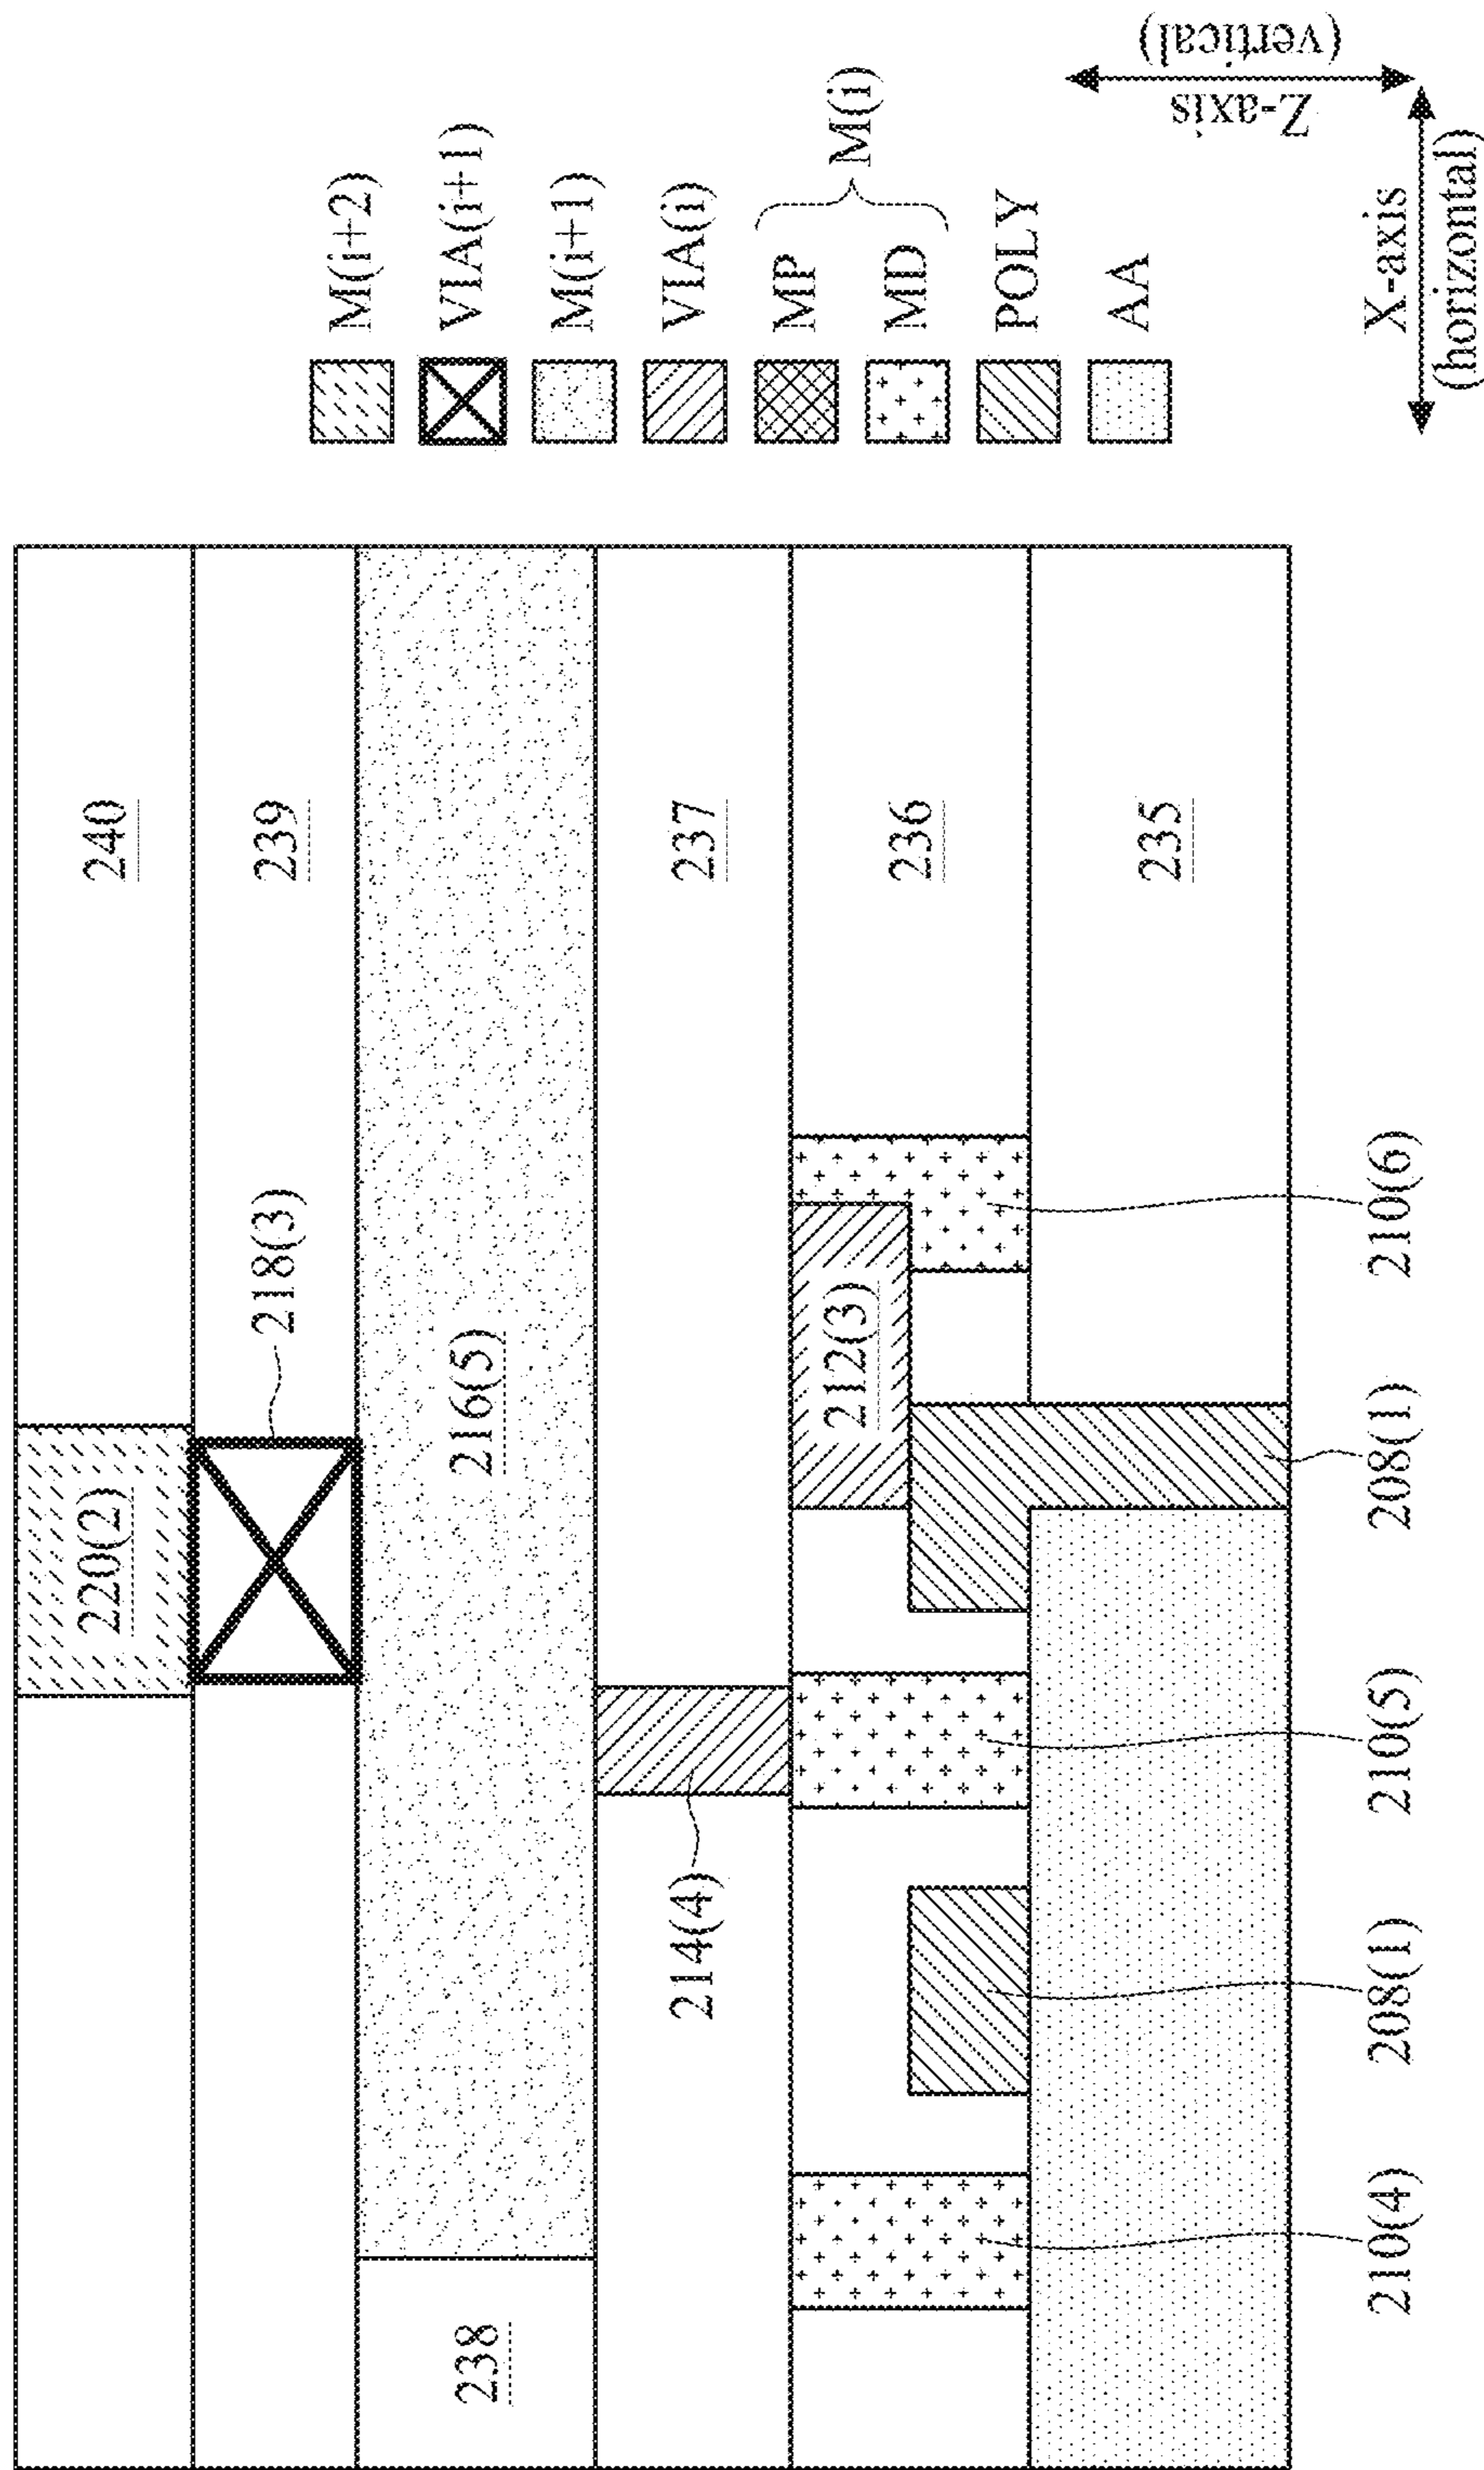 220(2)
240
218(3)
239
238
216(5)
214(4)
237
212(3)
236
235
210(4)
208(1)
210(5)
208(1)
210(6)
M(i+2)
VIA(i+1)
M(i+1)
VIA(i)
MP
MD
M(i)
POLY
AA
Z-axis
(vertical)
X-axis
(horizontal)